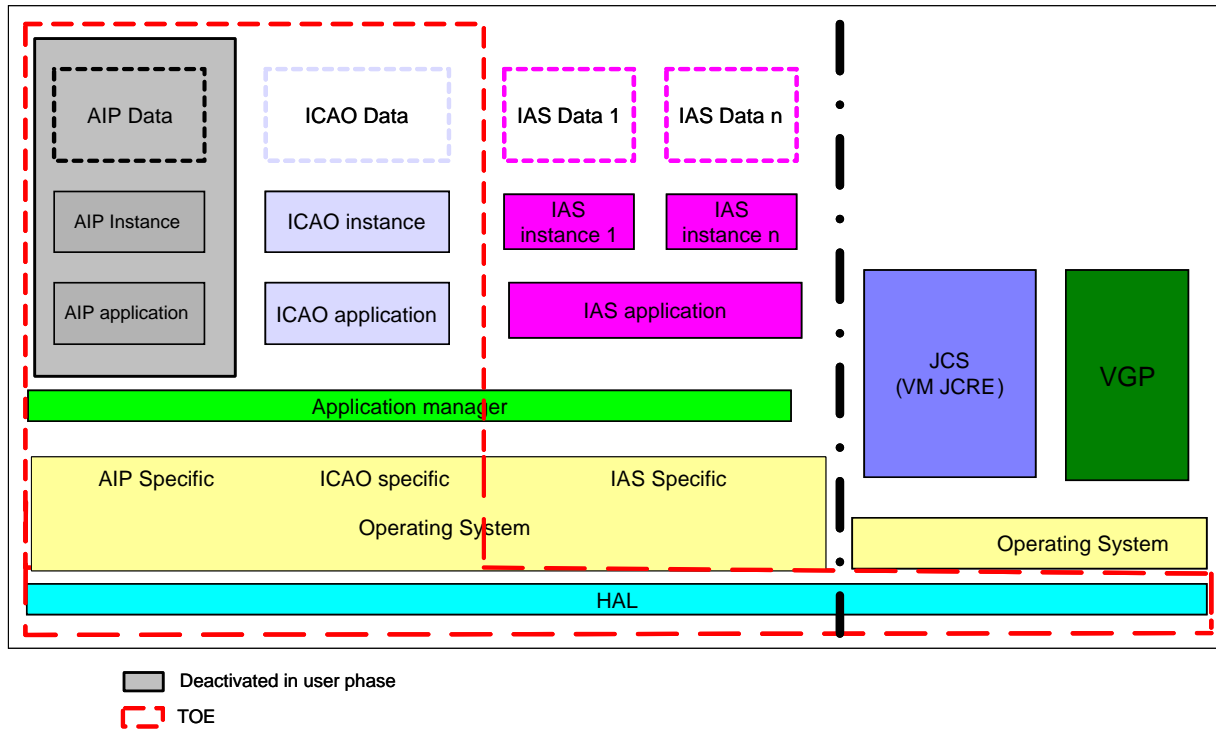 AIP Data
ICAO Data
IAS Data 1
IAS Data n
AIP Instance
ICAO instance
IAS
instance 1
IAS
instance n
AIP application
ICAO application
IAS application
JCS
(VM JCRE)
VGP
Application manager
AIP Specific
ICAO specific
IAS Specific
Operating System
Operating System
HAL
Deactivated in user phase
TOE